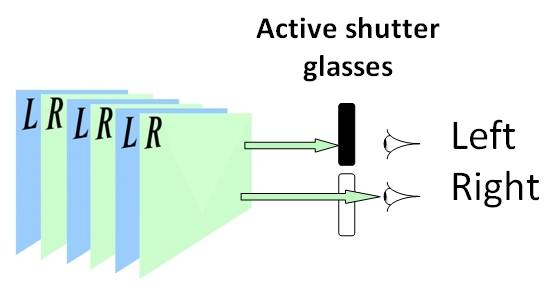 Active shutter
glasses
L R L R L R
Left
Right